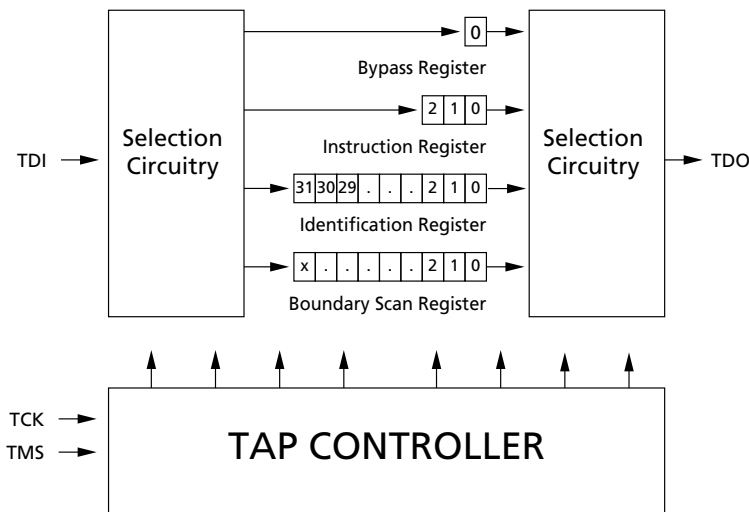 0
Bypass Register
2 1 0
Selection Circuitry
Instruction Register
Selection Circuitry
TDI
TDO
31 30 29 . . . 2 1 0
Identification Register
x . . . . . 2 1 0
Boundary Scan Register
TCK
TMS
TAP CONTROLLER